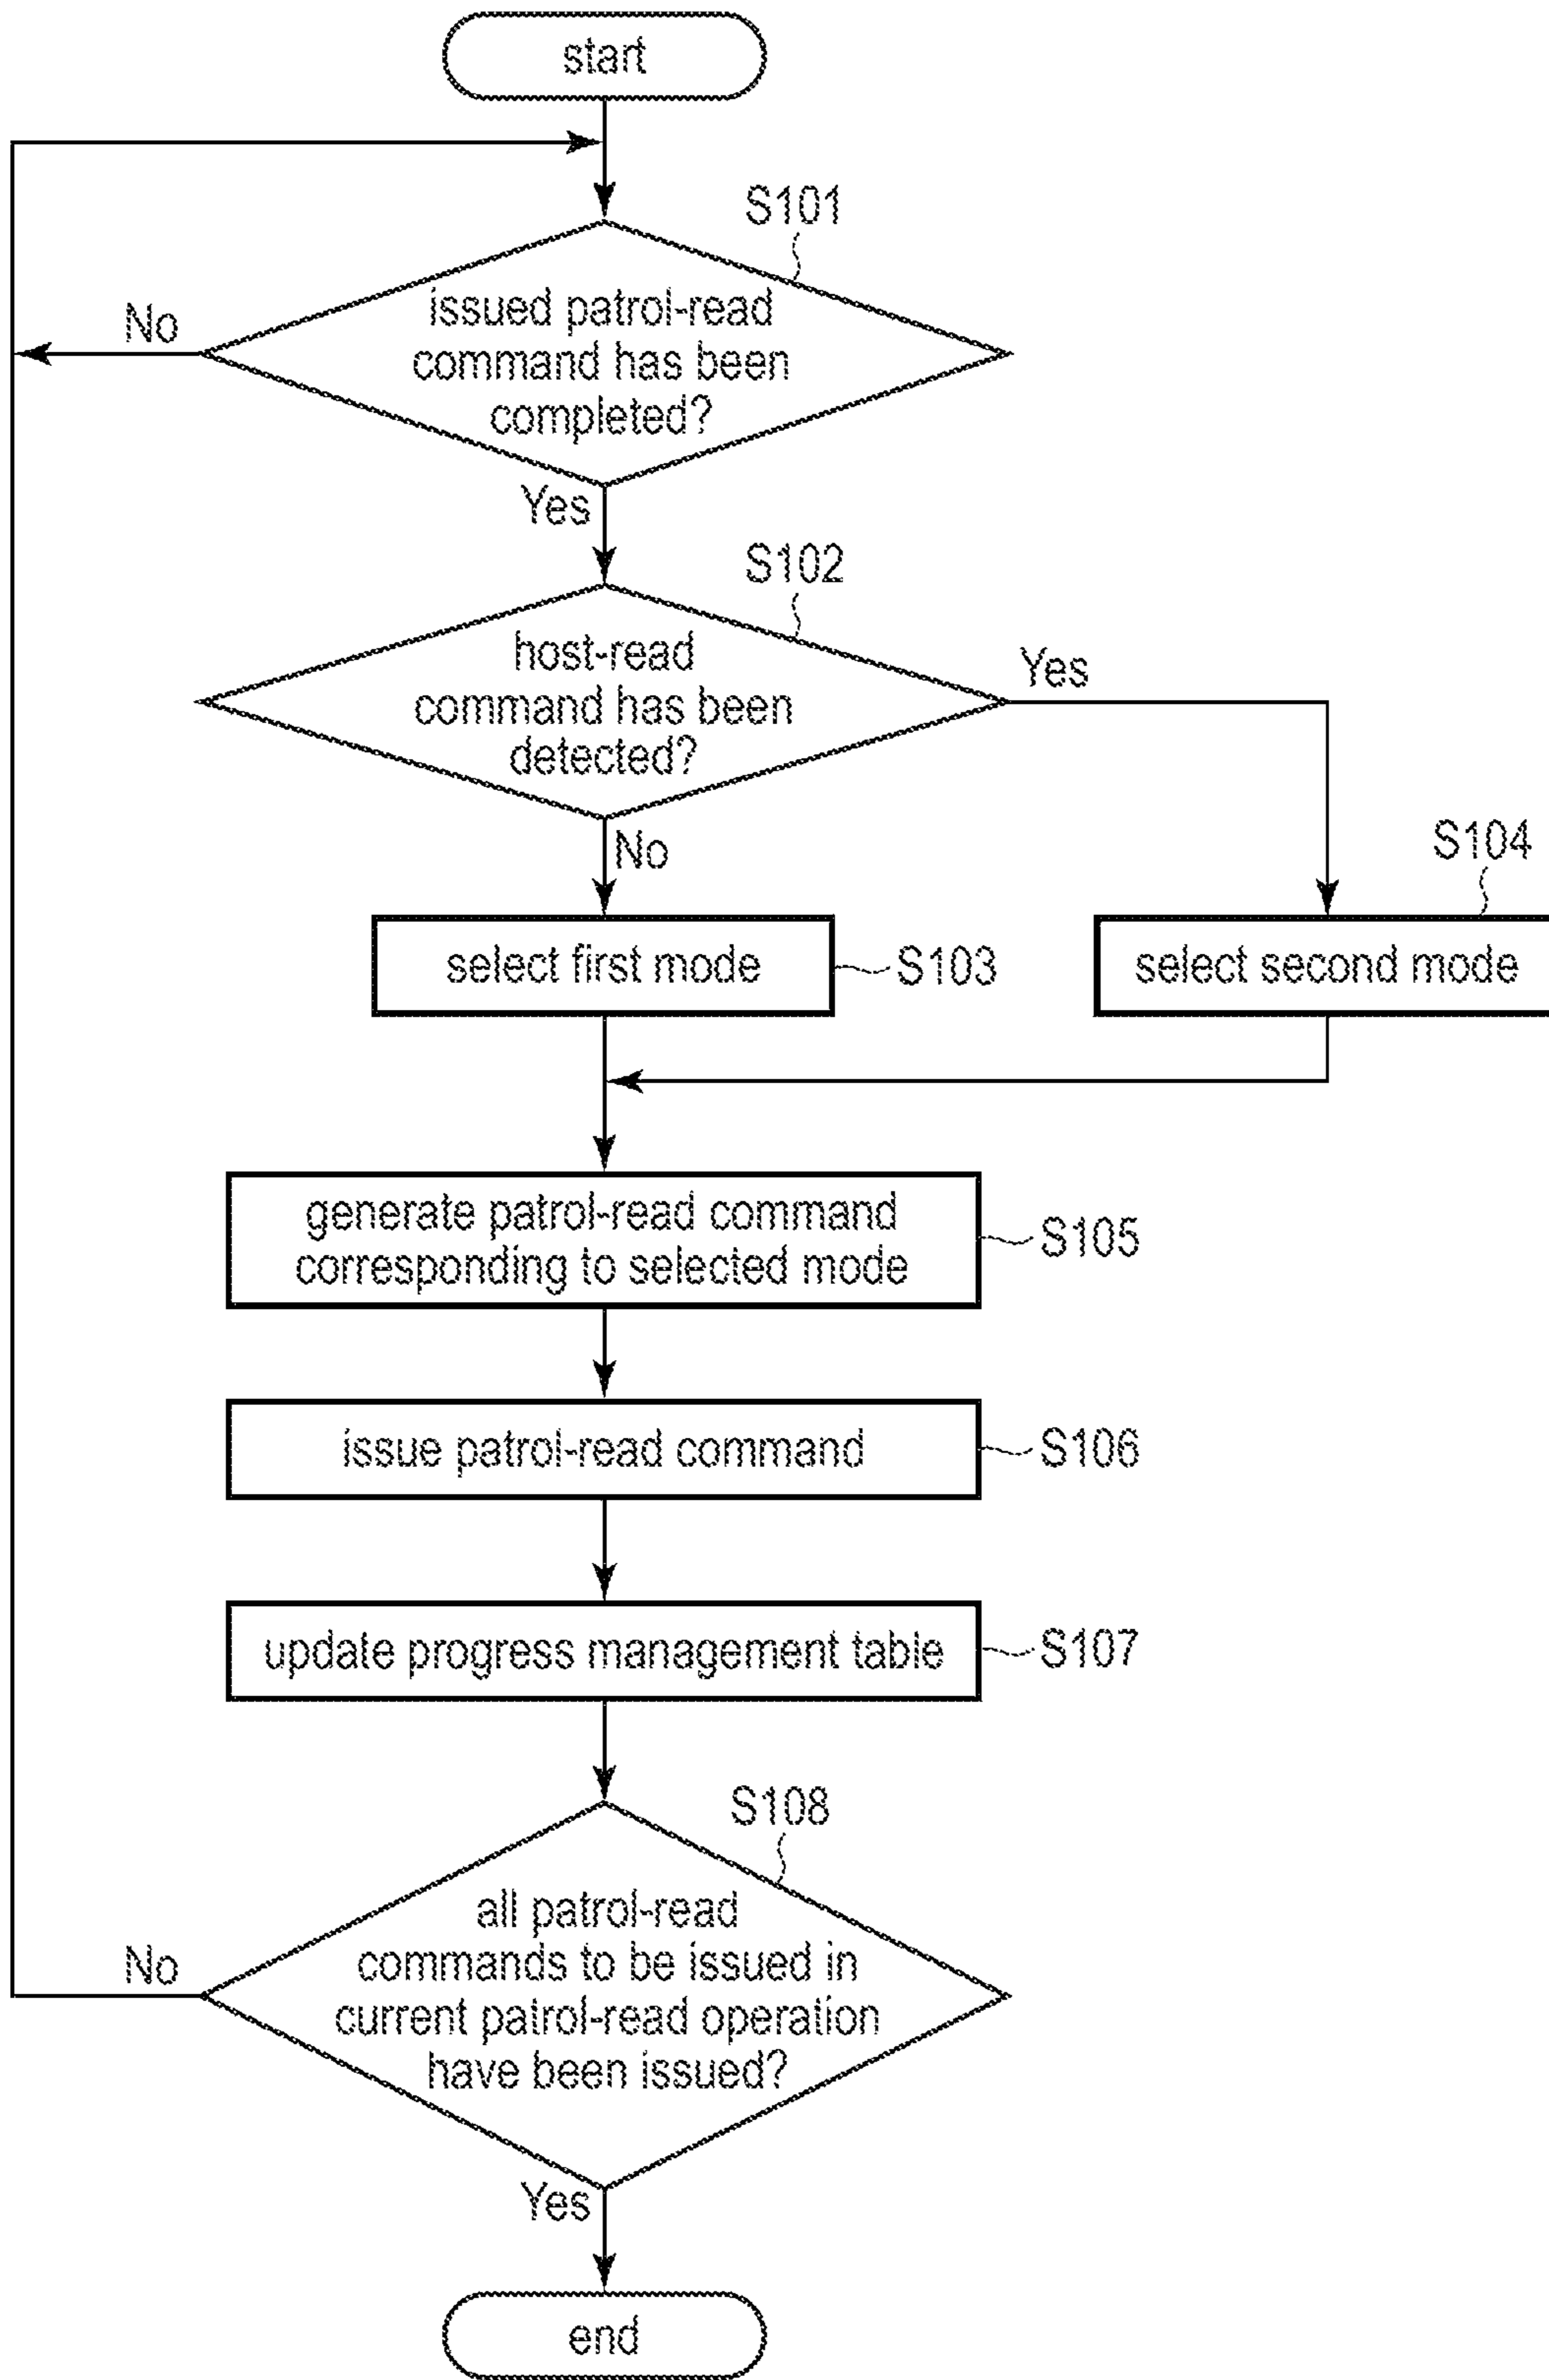 start
S101
issued patrol-read
command has been
completed?
No
Yes
S102
host-read
command has been
detected?
Yes
No
S104
select first mode
S103
select second mode
generate patrol-read command
corresponding to selected mode
S105
issue patrol-read command
S106
update progress management table
S107
S108
all patrol-read
commands to be issued in
current patrol-read operation
have been issued?
No
Yes
end